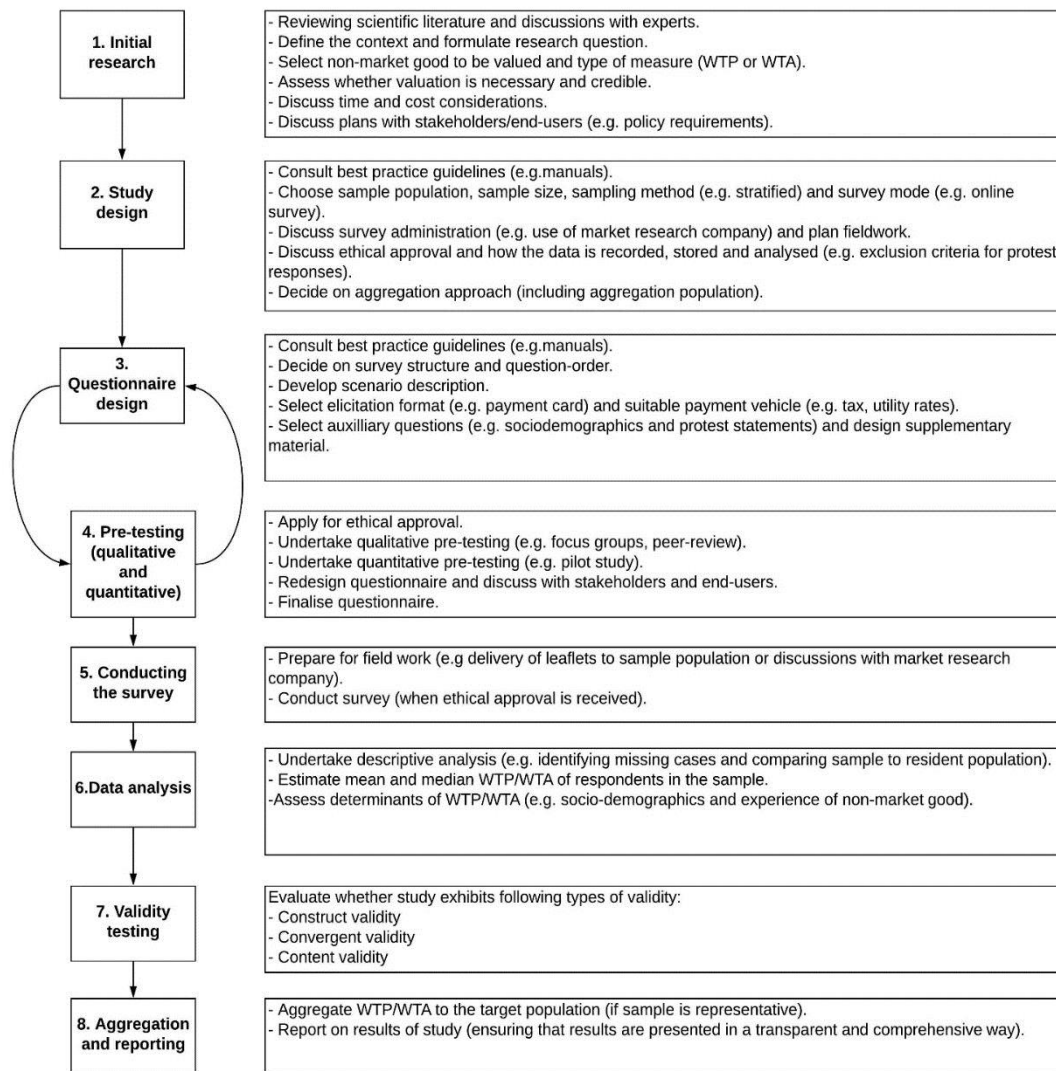 1. Initial
research
- Reviewing scientific literature and discussions with experts.
- Define the context and formulate research question.
- Select non-market good to be valued and type of measure (WTP or WTA).
- Assess whether valuation is necessary and credible.
- Discuss time and cost considerations.
- Discuss plans with stakeholders/end-users (e.g. policy requirements).
2. Study
design
- Consult best practice guidelines (e.g.manuals).
- Choose sample population, sample size, sampling method (e.g. stratified) and survey mode (e.g. online
survey).
- Discuss survey administration (e.g. use of market research company) and plan fieldwork.
- Discuss ethical approval and how the data is recorded, stored and analysed (e.g. exclusion criteria for protest
responses).
- Decide on aggregation approach (including aggregation population).
3.
Questionnaire
design
- Consult best practice guidelines (e.g.manuals).
- Decide on survey structure and question-order.
- Develop scenario description.
- Select elicitation format (e.g. payment card) and suitable payment vehicle (e.g. tax, utility rates).
- Select auxilliary questions (e.g. sociodemographics and protest statements) and design supplementary
material.
4. Pre-testing
(qualitative
and
quantitative)
- Apply for ethical approval.
- Undertake qualitative pre-testing (e.g. focus groups, peer-review).
- Undertake quantitative pre-testing (e.g. pilot study).
- Redesign questionnaire and discuss with stakeholders and end-users.
- Finalise questionnaire.
5. Conducting
the survey
- Prepare for field work (e.g delivery of leaflets to sample population or discussions with market research
company).
- Conduct survey (when ethical approval is received).
6.Data analysis
- Undertake descriptive analysis (e.g. identifying missing cases and comparing sample to resident population).
- Estimate mean and median WTP/WTA of respondents in the sample.
-Assess determinants of WTP/WTA (e.g. socio-demographics and experience of non-market good).
7. Validity
testing
Evaluate whether study exhibits following types of validity:
- Construct validity
- Convergent validity
- Content validity
8. Aggregation
and reporting
- Aggregate WTP/WTA to the target population (if sample is representative).
- Report on results of study (ensuring that results are presented in a transparent and comprehensive way).